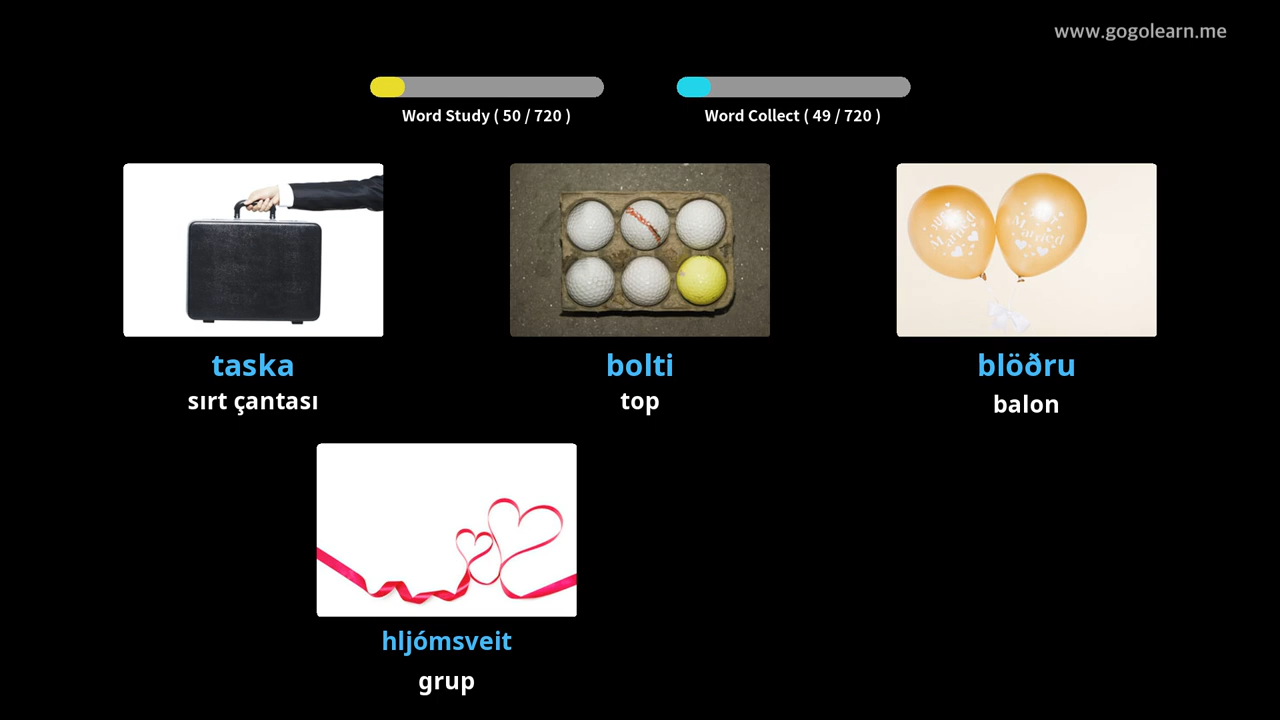 www.gogolearn.me
Word Study ( 50 / 720 )
Word Collect ( 49 / 720 )
taska
sırt çantası
bolti
top
blöðru
balon
hljómsveit
grup